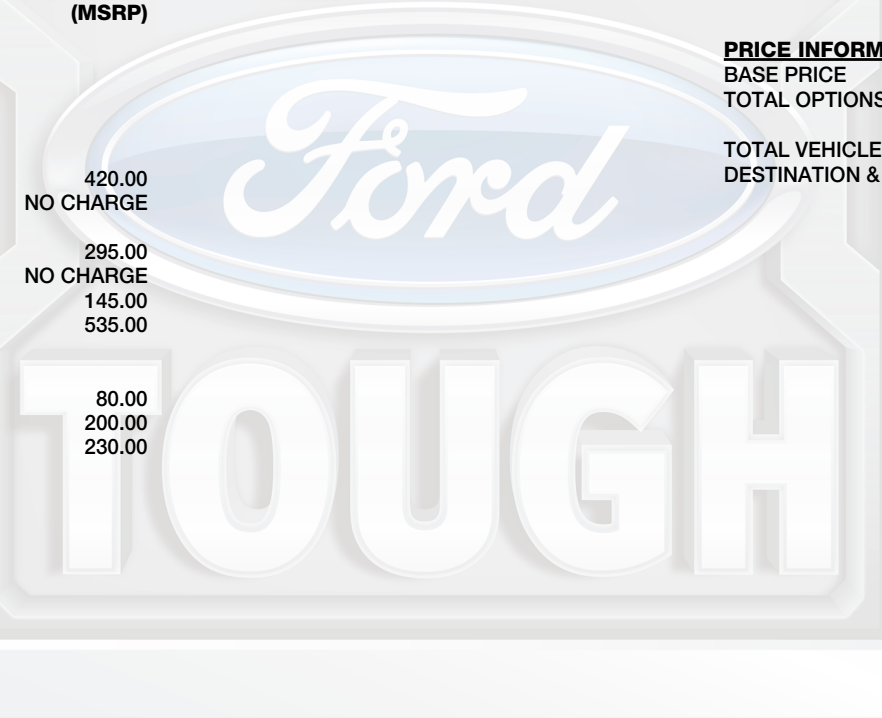 (MSRP)
PRICE INFORM
BASE PRICE
TOTAL OPTIONS
TOTAL VEHICLE
DESTINATION &
420.00
NO CHARGE
295.00
NO CHARGE
145.00
535.00
80.00
200.00
230.00
Ford
TOUGH